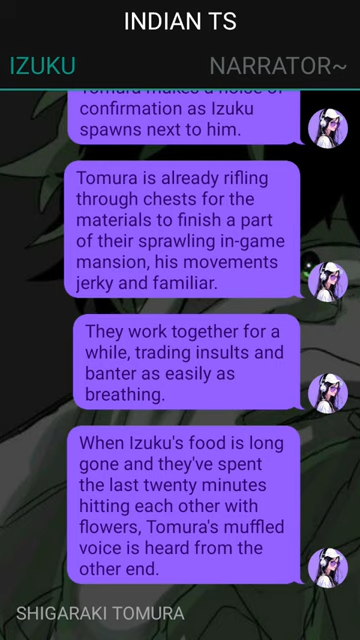 INDIAN TS
IZUKU
NARRATOR~
Tomura makes a noise of
confirmation as Izuku
spawns next to him.
Tomura is already rifling
through chests for the
materials to finish a part
of their sprawling in-game
mansion, his movements
jerky and familiar.
They work together for a
while, trading insults and
banter as easily as
breathing.
When Izuku's food is long
gone and they've spent
the last twenty minutes
hitting each other with
flowers, Tomura's muffled
voice is heard from the
other end.
SHIGARAKI TOMURA